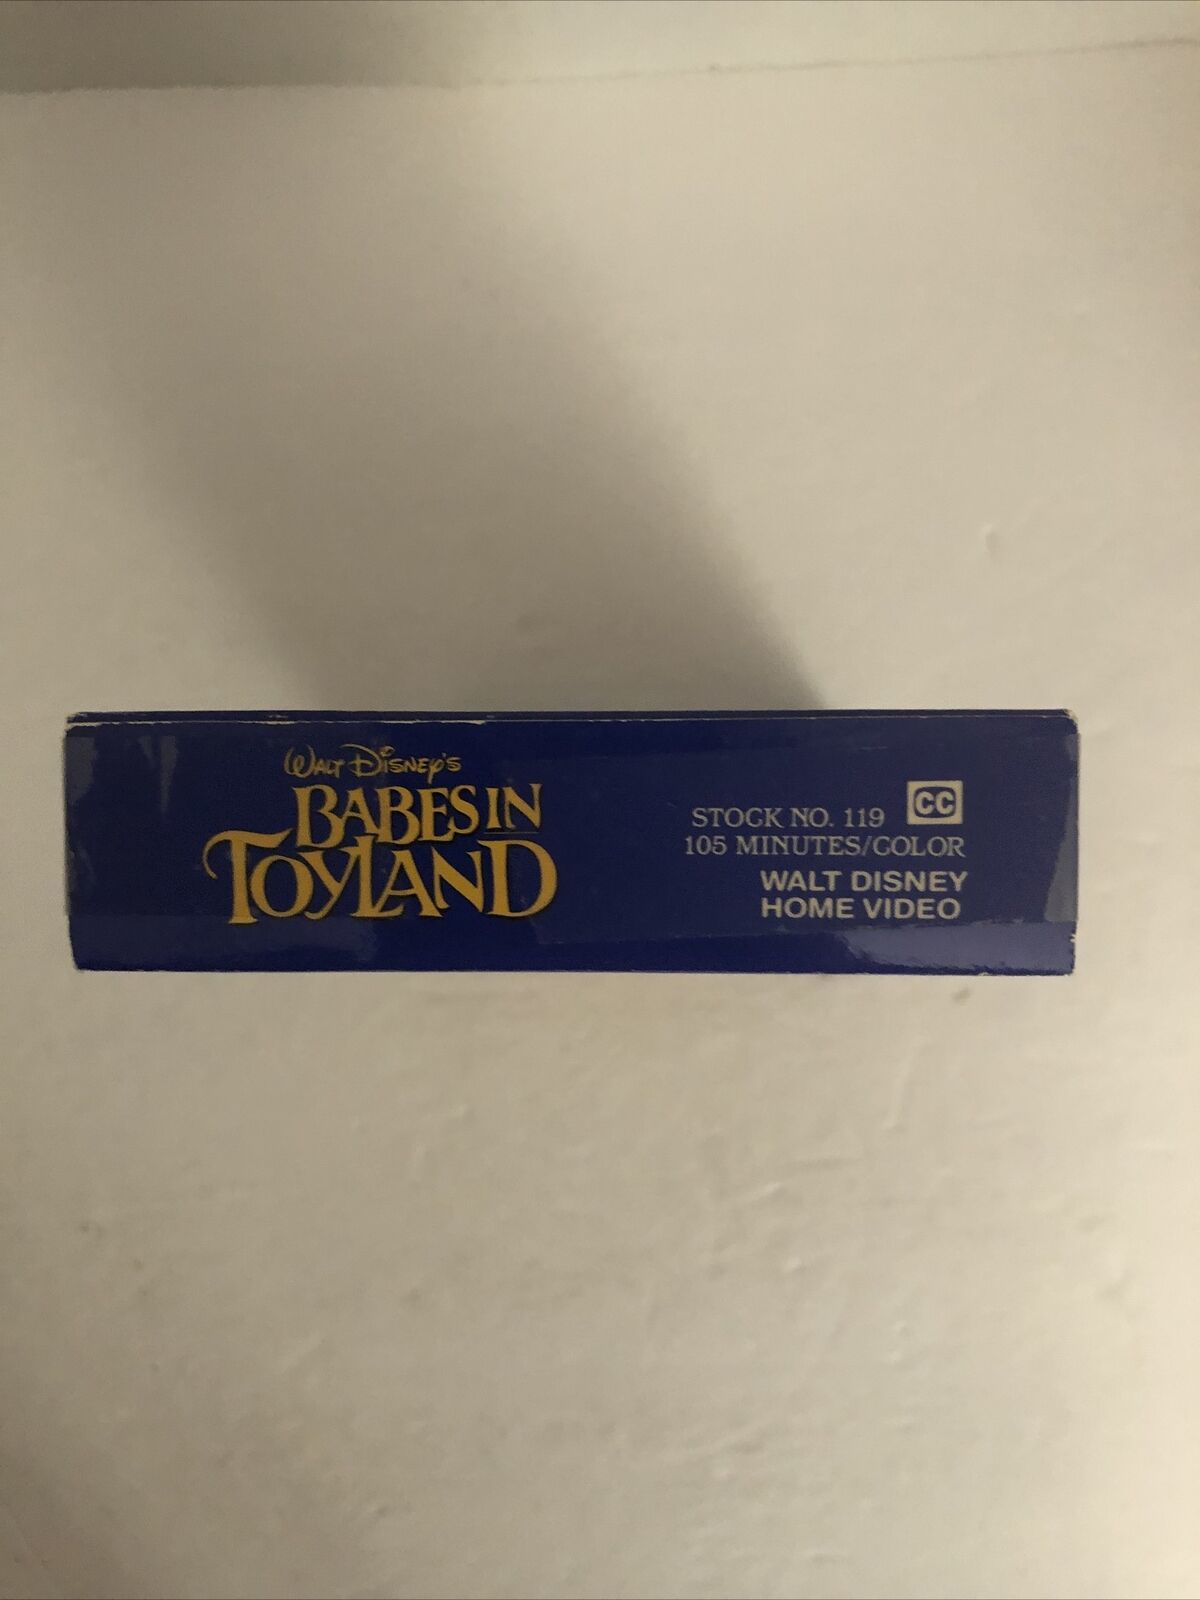 WALT DISNEY'S
BABES IN
TOYLAND
STOCK NO. 119 CC
105 MINUTES/COLOR
WALT DISNEY
HOME VIDEO